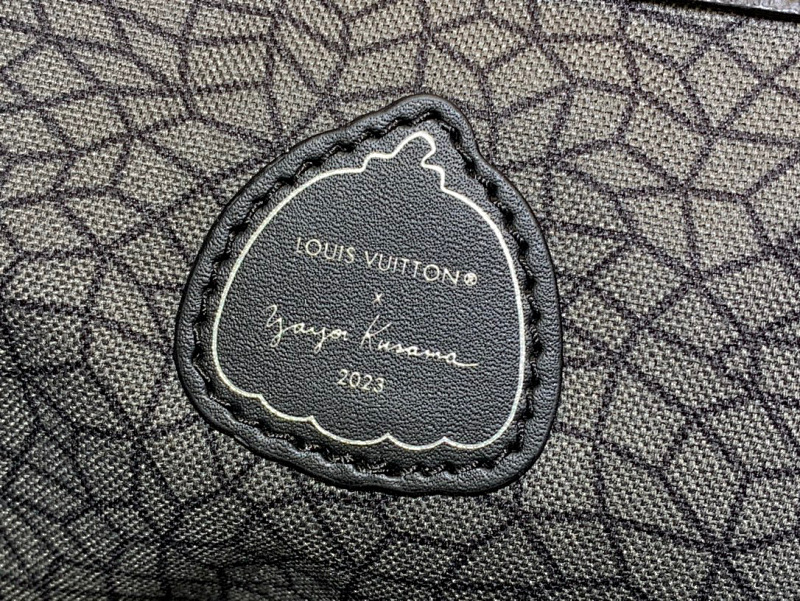 LOUIS VUITTON
×
Yayoi Kusama
2023